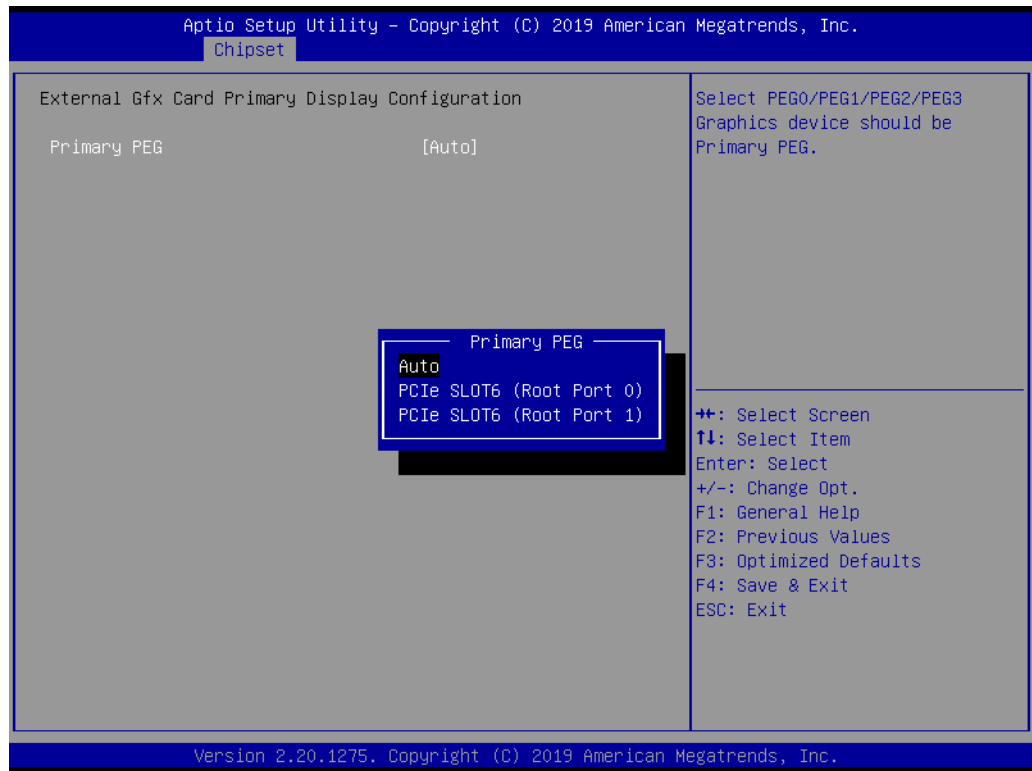 Aptio Setup Utility – Copyright (C) 2019 American Megatrends, Inc.
Chipset
External Gfx Card Primary Display Configuration
Primary PEG [Auto]
Select PEG0/PEG1/PEG2/PEG3
Graphics device should be
Primary PEG.
Primary PEG
Auto
PCIe SLOT6 (Root Port 0)
PCIe SLOT6 (Root Port 1)
→←: Select Screen
↑↓: Select Item
Enter: Select
+/-: Change Opt.
F1: General Help
F2: Previous Values
F3: Optimized Defaults
F4: Save & Exit
ESC: Exit
Version 2.20.1275. Copyright (C) 2019 American Megatrends, Inc.